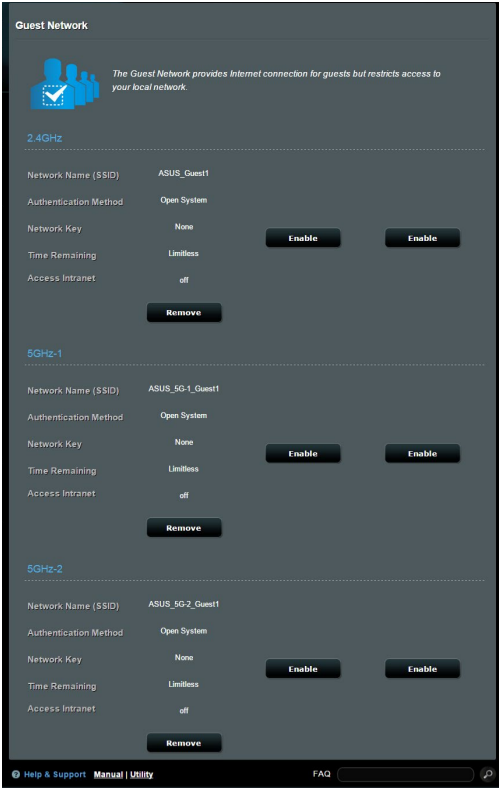 Guest Network
The Guest Network provides Internet connection for guests but restricts access to
your local network.
2.4GHz
Network Name (SSID) ASUS_Guest1
Authentication Method Open System
Network Key None
Enable Enable
Time Remaining Limitless
Access Intranet off
Remove
5GHz-1
Network Name (SSID) ASUS_5G-1_Guest1
Authentication Method Open System
Network Key None
Enable Enable
Time Remaining Limitless
Access Intranet off
Remove
5GHz-2
Network Name (SSID) ASUS_5G-2_Guest1
Authentication Method Open System
Network Key None
Enable Enable
Time Remaining Limitless
Access Intranet off
Remove
Help & Support Manual | Utility FAQ